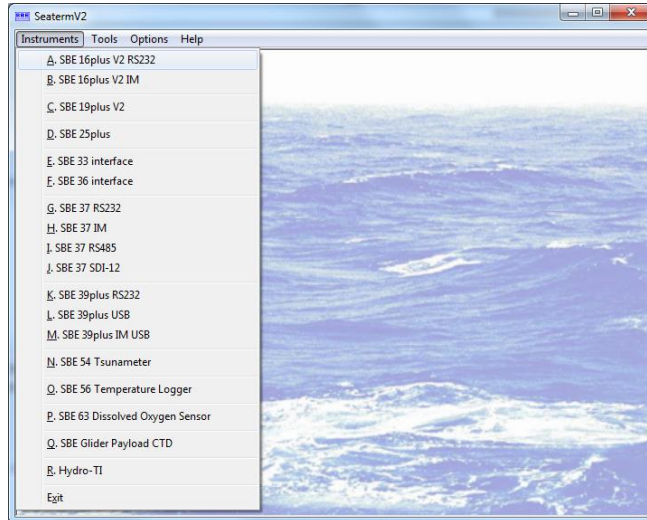 SeatermV2
Instruments Tools Options Help
A. SBE 16plus V2 RS232
B. SBE 16plus V2 IM
C. SBE 19plus V2
D. SBE 25plus
E. SBE 33 interface
F. SBE 36 interface
G. SBE 37 RS232
H. SBE 37 IM
I. SBE 37 RS485
J. SBE 37 SDI-12
K. SBE 39plus RS232
L. SBE 39plus USB
M. SBE 39plus IM USB
N. SBE 54 Tsunameter
O. SBE 56 Temperature Logger
P. SBE 63 Dissolved Oxygen Sensor
Q. SBE Glider Payload CTD
R. Hydro-TI
Exit